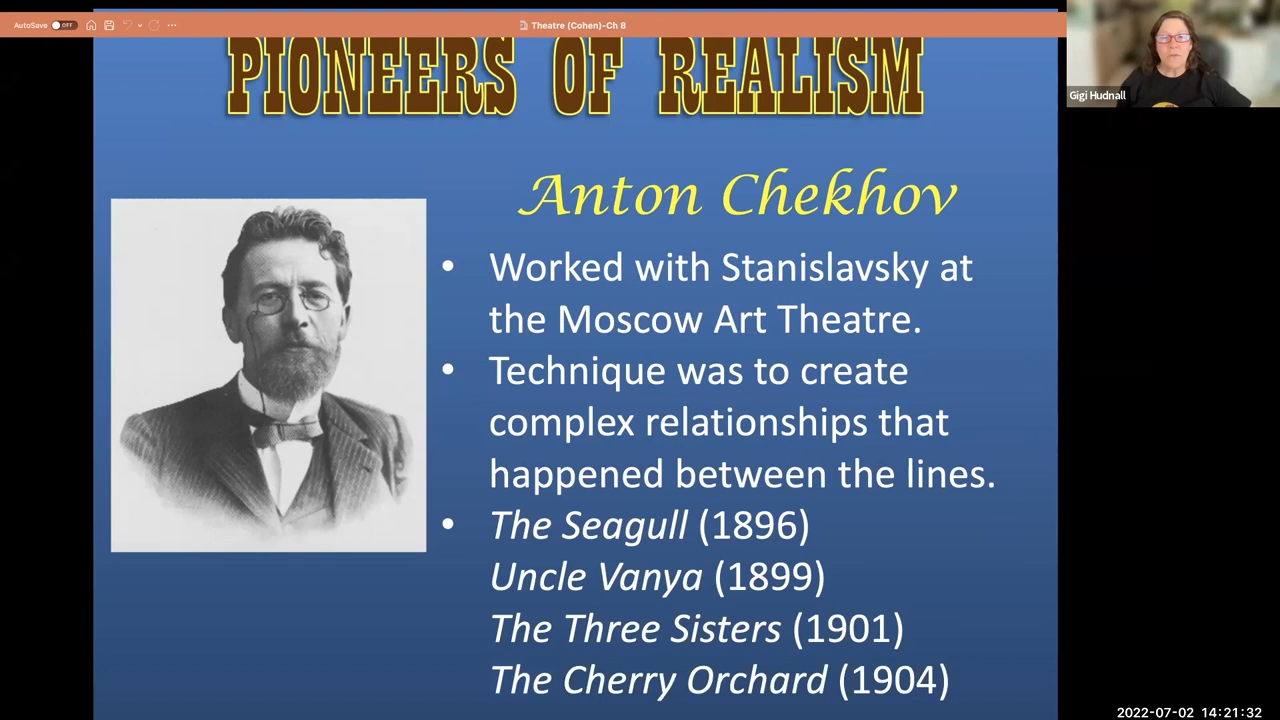 AutoSave OFF
Theatre (Cohen)-Ch 8
PIONEERS OF REALISM
Gigi Hudnall
Anton Chekhov
• Worked with Stanislavsky at
the Moscow Art Theatre.
• Technique was to create
complex relationships that
happened between the lines.
• The Seagull (1896)
Uncle Vanya (1899)
The Three Sisters (1901)
The Cherry Orchard (1904)
2022-07-02 14:21:32